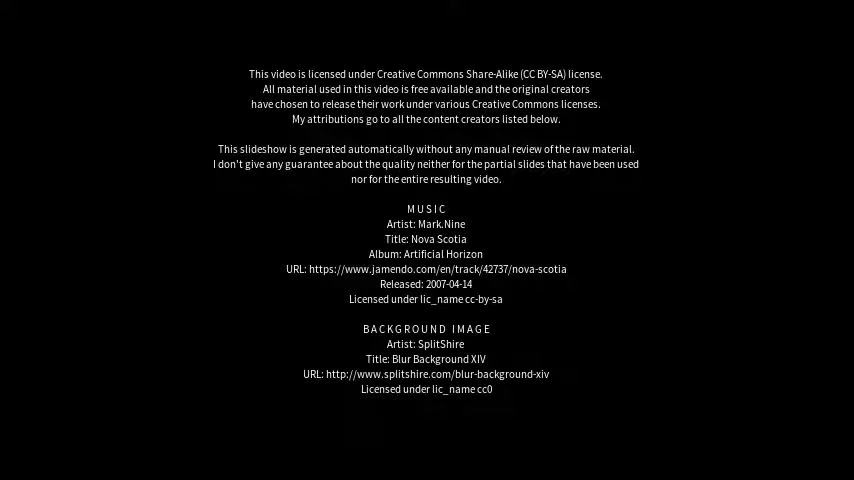 This video is licensed under Creative Commons Share-Alike (CC BY-SA) license.
All material used in this video is free available and the original creators
have chosen to release their work under various Creative Commons licenses.
My attributions go to all the content creators listed below.
This slideshow is generated automatically without any manual review of the raw material.
I don't give any guarantee about the quality neither for the partial slides that have been used
nor for the entire resulting video.
MUSIC
Artist: Mark.Nine
Title: Nova Scotia
Album: Artificial Horizon
URL: https://www.jamendo.com/en/track/42737/nova-scotia
Released: 2007-04-14
Licensed under lic_name cc-by-sa
BACKGROUND IMAGE
Artist: SplitShire
Title: Blur Background XIV
URL: http://www.splitshire.com/blur-background-xiv
Licensed under lic_name cc0